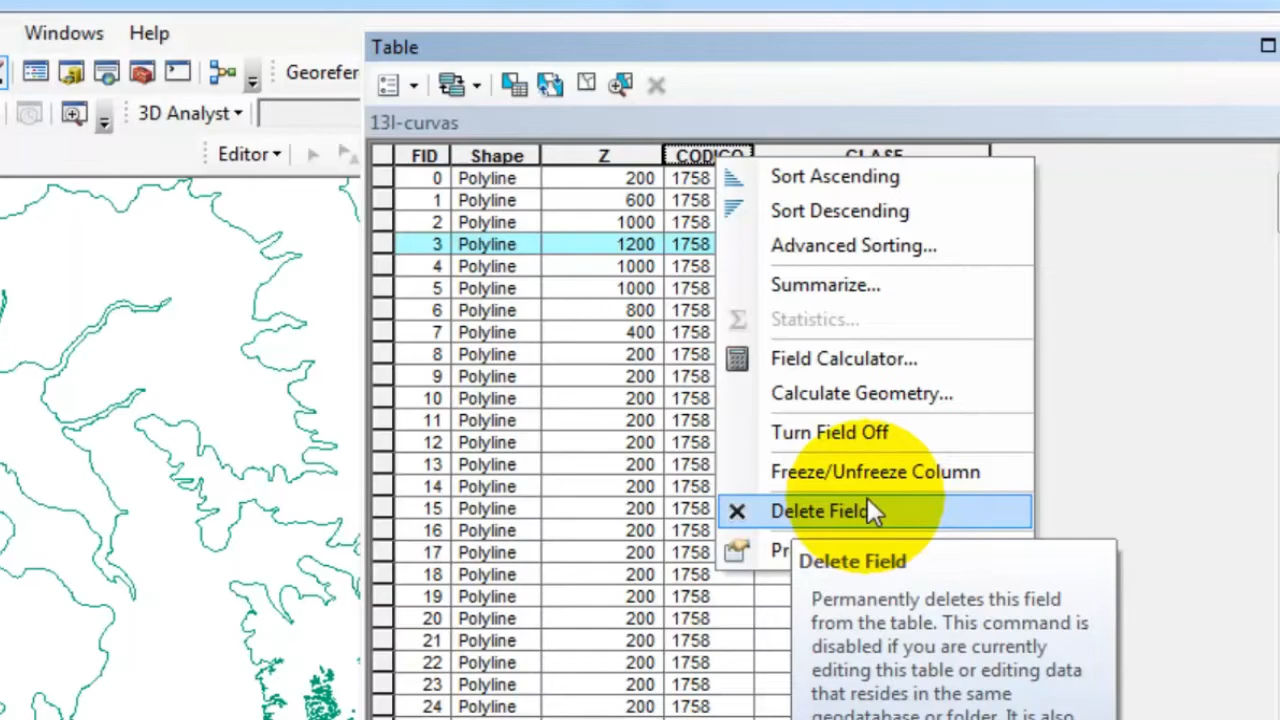 Windows Help
Table
Georefer
3D Analyst
13I-curvas
Editor
FID Shape Z CODIGO CLASE
0 Polyline 200 1758
1 Polyline 600 1758
2 Polyline 1000 1758
3 Polyline 1200 1758
4 Polyline 1000 1758
5 Polyline 1000 1758
6 Polyline 800 1758
7 Polyline 400 1758
8 Polyline 200 1758
9 Polyline 200 1758
10 Polyline 200 1758
11 Polyline 200 1758
12 Polyline 200 1758
13 Polyline 200 1758
14 Polyline 200 1758
15 Polyline 200 1758
16 Polyline 200 1758
17 Polyline 200 1758
18 Polyline 200 1758
19 Polyline 200 1758
20 Polyline 200 1758
21 Polyline 200 1758
22 Polyline 200 1758
23 Polyline 200 1758
24 Polyline 200 1758
Sort Ascending
Sort Descending
Advanced Sorting...
Summarize...
Statistics...
Field Calculator...
Calculate Geometry...
Turn Field Off
Freeze/Unfreeze Column
Delete Field
Pr
Delete Field
Permanently deletes this field
from the table. This command is
disabled if you are currently
editing this table or editing data
that resides in the same
geodatabase or folder. It is also